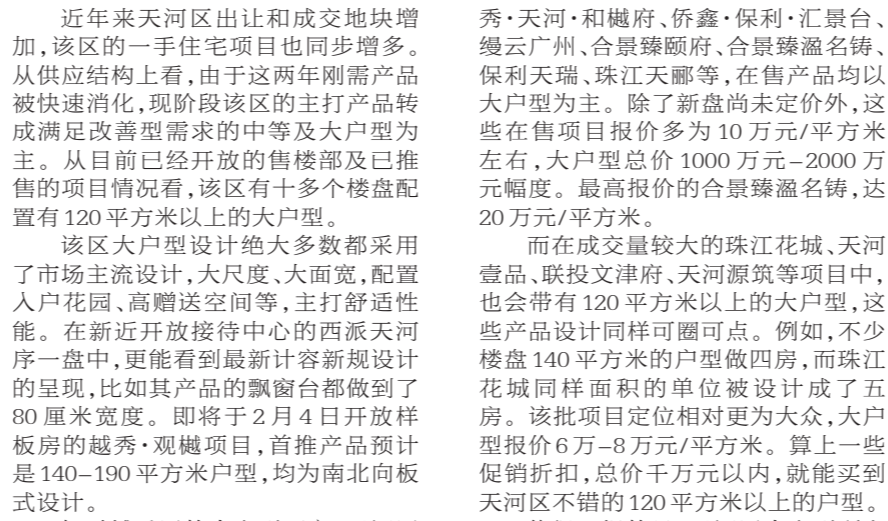 近年来天河区出让和成交地块增
加,该区的一手住宅项目也同步增多。
从供应结构上看,由于这两年刚需产品
被快速消化,现阶段该区的主打产品转
成满足改善型需求的中等及大户型为
主。从目前已经开放的售楼部及已推
售的项目情况看,该区有十多个楼盘配
置有120平方米以上的大户型。
该区大户型设计绝大多数都采用
了市场主流设计,大尺度、大面宽,配置
入户花园、高赠送空间等,主打舒适性
能。在新近开放接待中心的西派天河
序一盘中,更能看到最新计容新规设计
的呈现,比如其产品的飘窗台都做到了
80厘米宽度。即将于2月4日开放样
板房的越秀·观樾项目,首推产品预计
是140–190平方米户型,均为南北向板
式设计。
秀·天河·和樾府、侨鑫·保利·汇景台、
缦云广州、合景臻颐府、合景臻溋名铸、
保利天瑞、珠江天郦等,在售产品均以
大户型为主。除了新盘尚未定价外,这
些在售项目报价多为10万元/平方米
左右,大户型总价1000万元–2000万
元幅度。最高报价的合景臻溋名铸,达
20万元/平方米。
而在成交量较大的珠江花城、天河
壹品、联投文津府、天河源筑等项目中,
也会带有120平方米以上的大户型,这
些产品设计同样可圈可点。例如,不少
楼盘140平方米的户型做四房,而珠江
花城同样面积的单位被设计成了五
房。该批项目定位相对更为大众,大户
型报价6万–8万元/平方米。算上一些
促销折扣,总价千万元以内,就能买到
天河区不错的120平方米以上的户型。